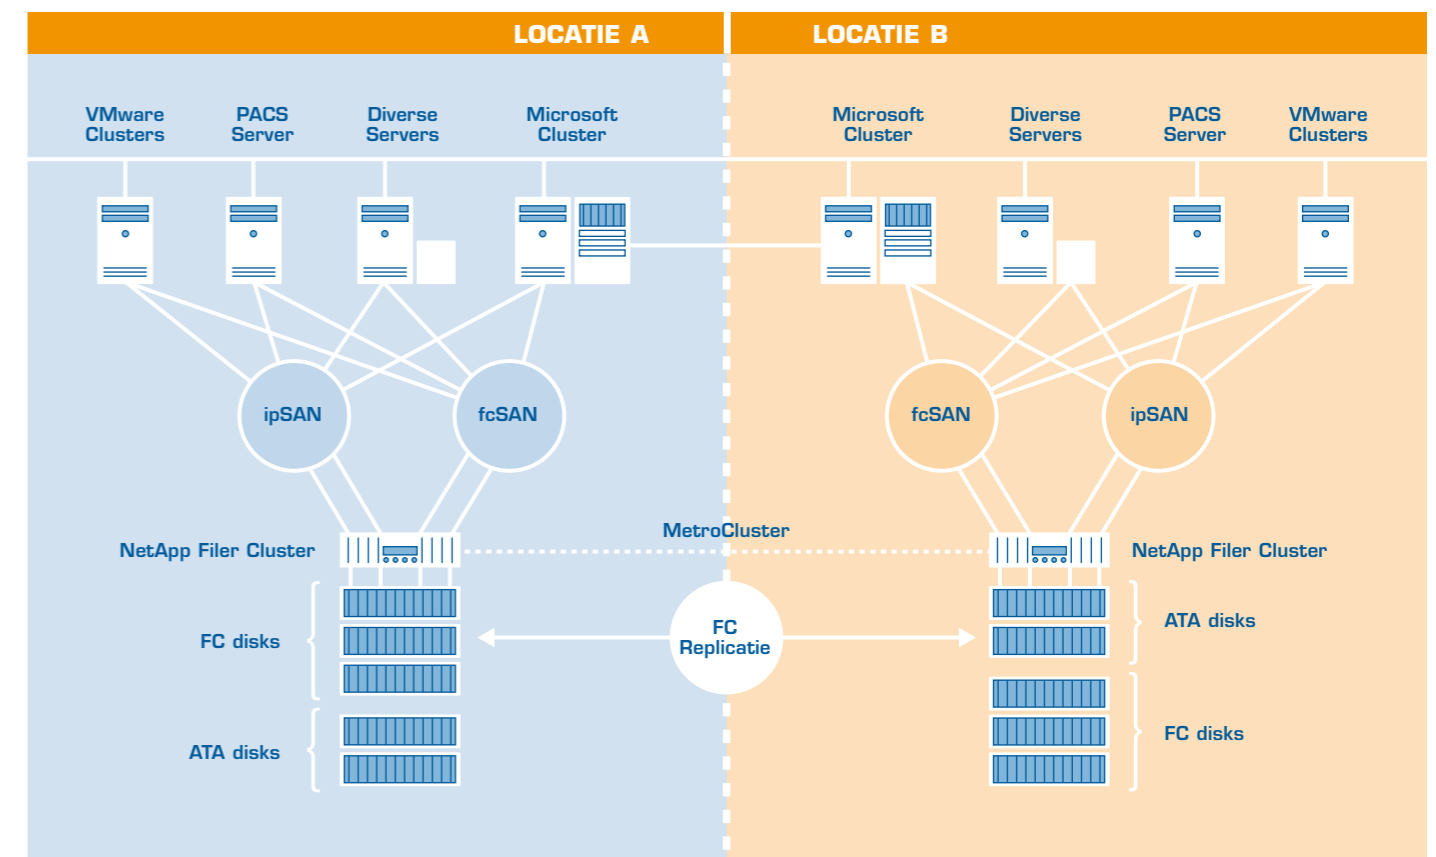 LOCATIE A
LOCATIE B
VMware
Clusters
PACS
Server
Diverse
Servers
Microsoft
Cluster
Microsoft
Cluster
Diverse
Servers
PACS
Server
VMware
Clusters
ipSAN
fcSAN
fcSAN
ipSAN
MetroCluster
NetApp Filer Cluster
NetApp Filer Cluster
FC disks
FC
Replicatie
ATA disks
ATA disks
FC disks